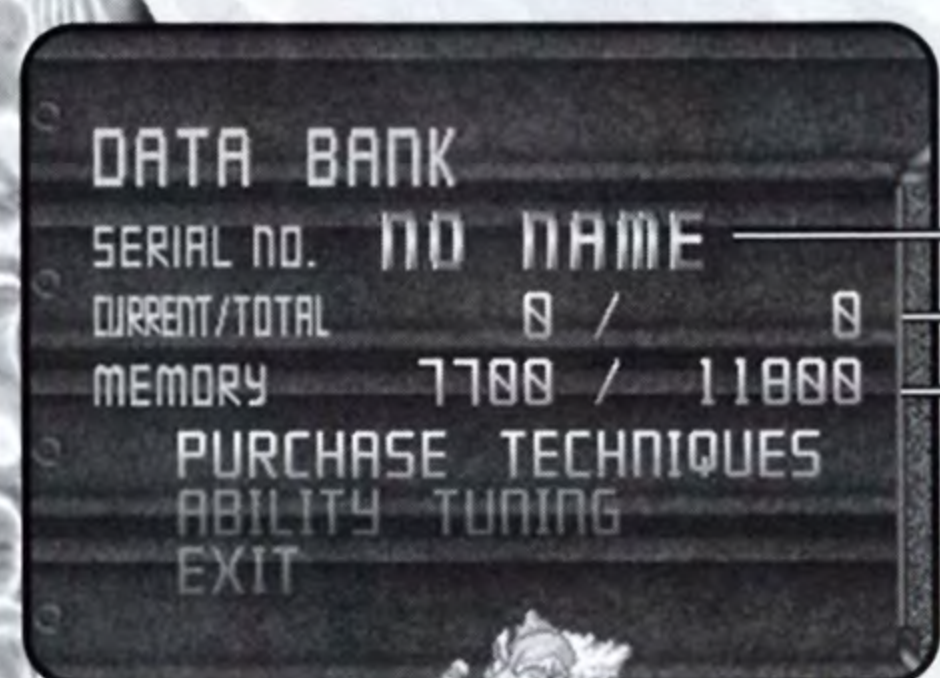 DATA BANK
SERIAL NO. NO NAME
CURRENT/TOTAL 0 / 0
MEMORY 7700 / 11800
PURCHASE TECHNIQUES
ABILITY TUNING
EXIT